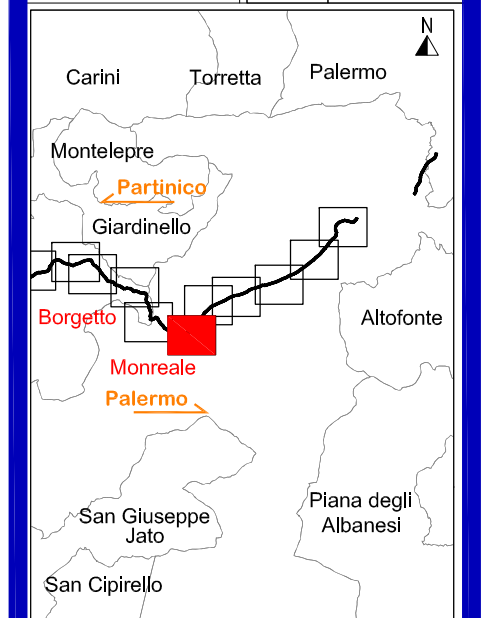 N
Carini
Torretta
Palermo
Montelepre
Partinico
Giardinello
Borgetto
Altofonte
Monreale
Palermo
Piana degli
Albanesi
San Giuseppe
Jato
San Cipirello